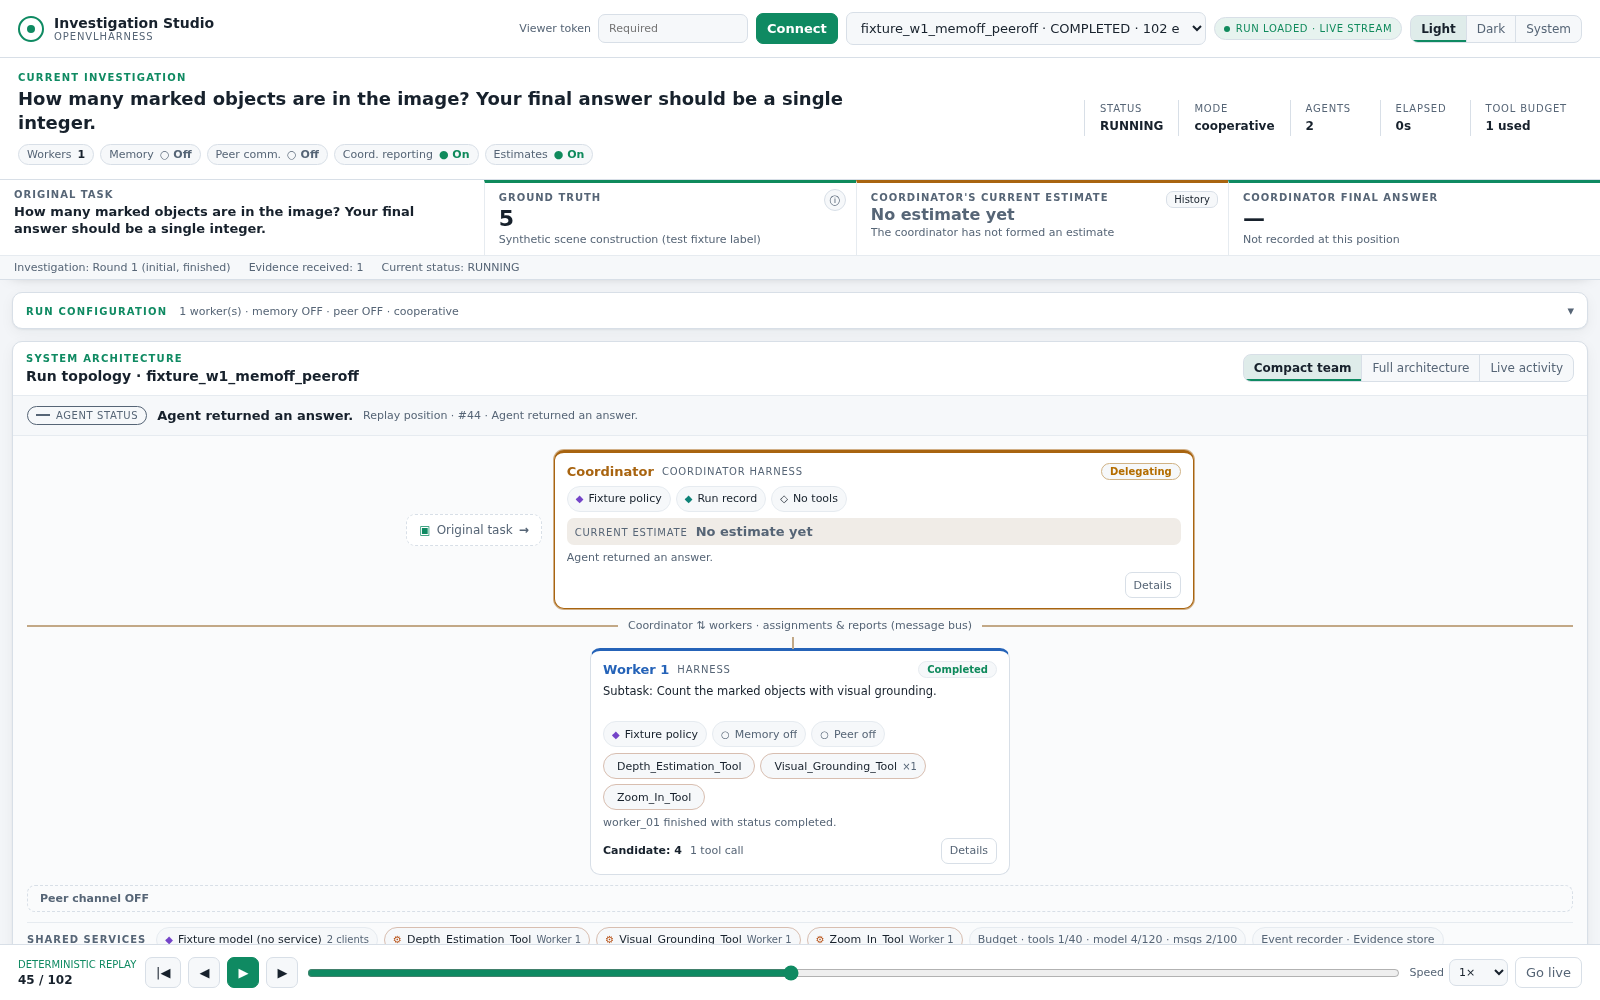 Investigation Studio
OPENVLHARNESS
Viewer token
Required
Connect
fixture_w1_memoff_peeroff · COMPLETED · 102 e
RUN LOADED · LIVE STREAM
Light
Dark
System
CURRENT INVESTIGATION
How many marked objects are in the image? Your final answer should be a single
integer.
Workers 1
Memory ○ Off
Peer comm. ○ Off
Coord. reporting ● On
Estimates ● On
STATUS
RUNNING
MODE
cooperative
AGENTS
2
ELAPSED
0s
TOOL BUDGET
1 used
ORIGINAL TASK
How many marked objects are in the image? Your final
answer should be a single integer.
GROUND TRUTH
ⓘ
5
Synthetic scene construction (test fixture label)
COORDINATOR'S CURRENT ESTIMATE
History
No estimate yet
The coordinator has not formed an estimate
COORDINATOR FINAL ANSWER
—
Not recorded at this position
Investigation: Round 1 (initial, finished)
Evidence received: 1
Current status: RUNNING
RUN CONFIGURATION
1 worker(s) · memory OFF · peer OFF · cooperative
SYSTEM ARCHITECTURE
Run topology · fixture_w1_memoff_peeroff
Compact team
Full architecture
Live activity
AGENT STATUS
Agent returned an answer.
Replay position · #44 · Agent returned an answer.
Original task →
Coordinator COORDINATOR HARNESS
Delegating
Fixture policy
Run record
No tools
CURRENT ESTIMATE No estimate yet
Agent returned an answer.
Details
Coordinator ⇅ workers · assignments & reports (message bus)
Worker 1 HARNESS
Completed
Subtask: Count the marked objects with visual grounding.
Fixture policy
Memory off
Peer off
Depth_Estimation_Tool
Visual_Grounding_Tool ×1
Zoom_In_Tool
worker_01 finished with status completed.
Candidate: 4 1 tool call
Details
Peer channel OFF
SHARED SERVICES
Fixture model (no service) 2 clients
Depth_Estimation_Tool Worker 1
Visual_Grounding_Tool Worker 1
Zoom_In_Tool Worker 1
Budget · tools 1/40 · model 4/120 · msgs 2/100
Event recorder · Evidence store
DETERMINISTIC REPLAY
45 / 102
Speed
1×
Go live